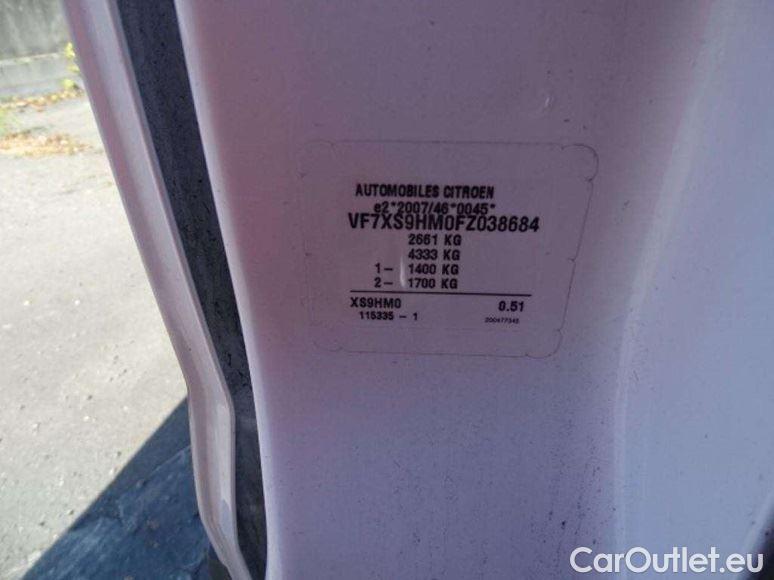 AUTOMOBILES CITROEN
e2*2007/46*0045*
VF7XS9HM0FZ038684
2661 KG
4333 KG
1- 1400 KG
2- 1700 KG
XS9HM0 0.51
115335 - 1 200477345
CarOutlet.eu